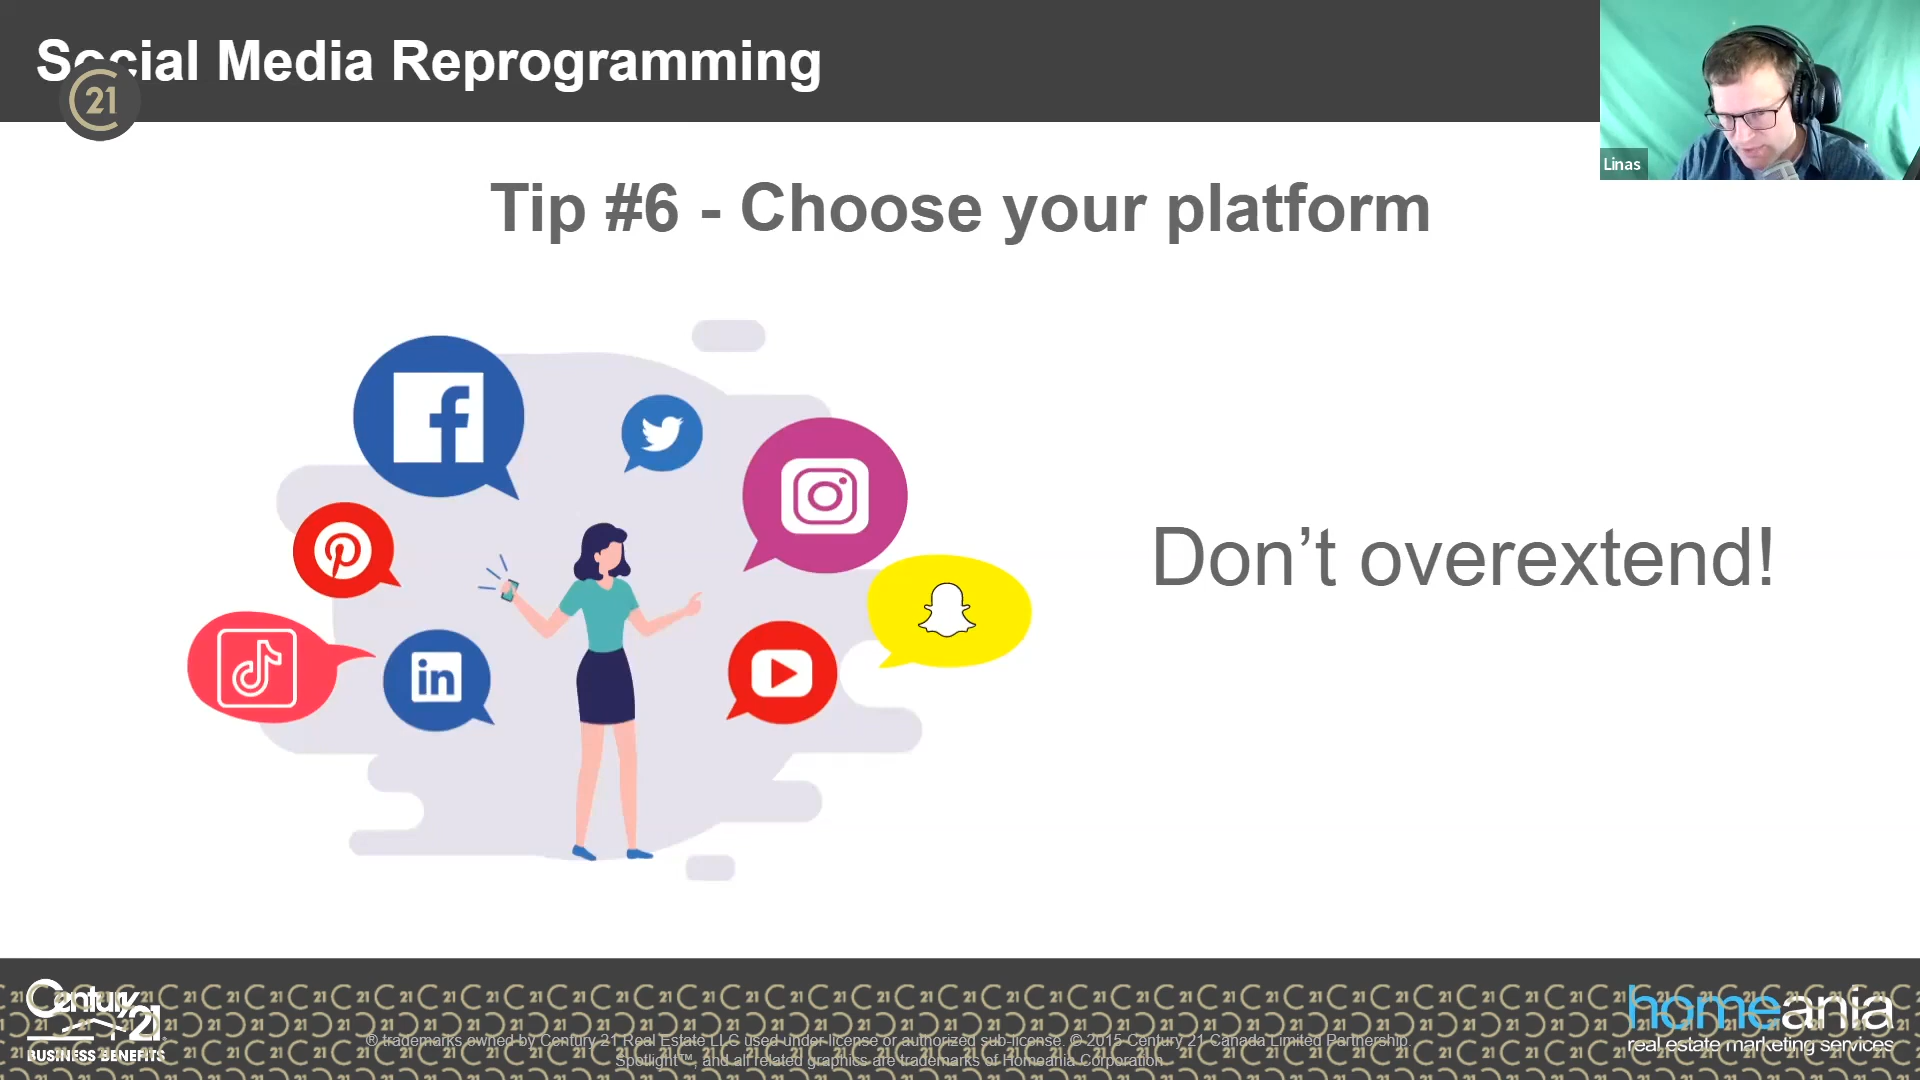 Social Media Reprogramming
21
Linas
Tip #6 - Choose your platform
Don’t overextend!
Century 21
BUSINESS BENEFITS
® trademarks owned by Century 21 Real Estate LLC used under license or authorized sub-license. © 2015 Century 21 Canada Limited Partnership.
Spotlight™, and all related graphics are trademarks of Homeania Corporation.
homeania
real estate marketing services